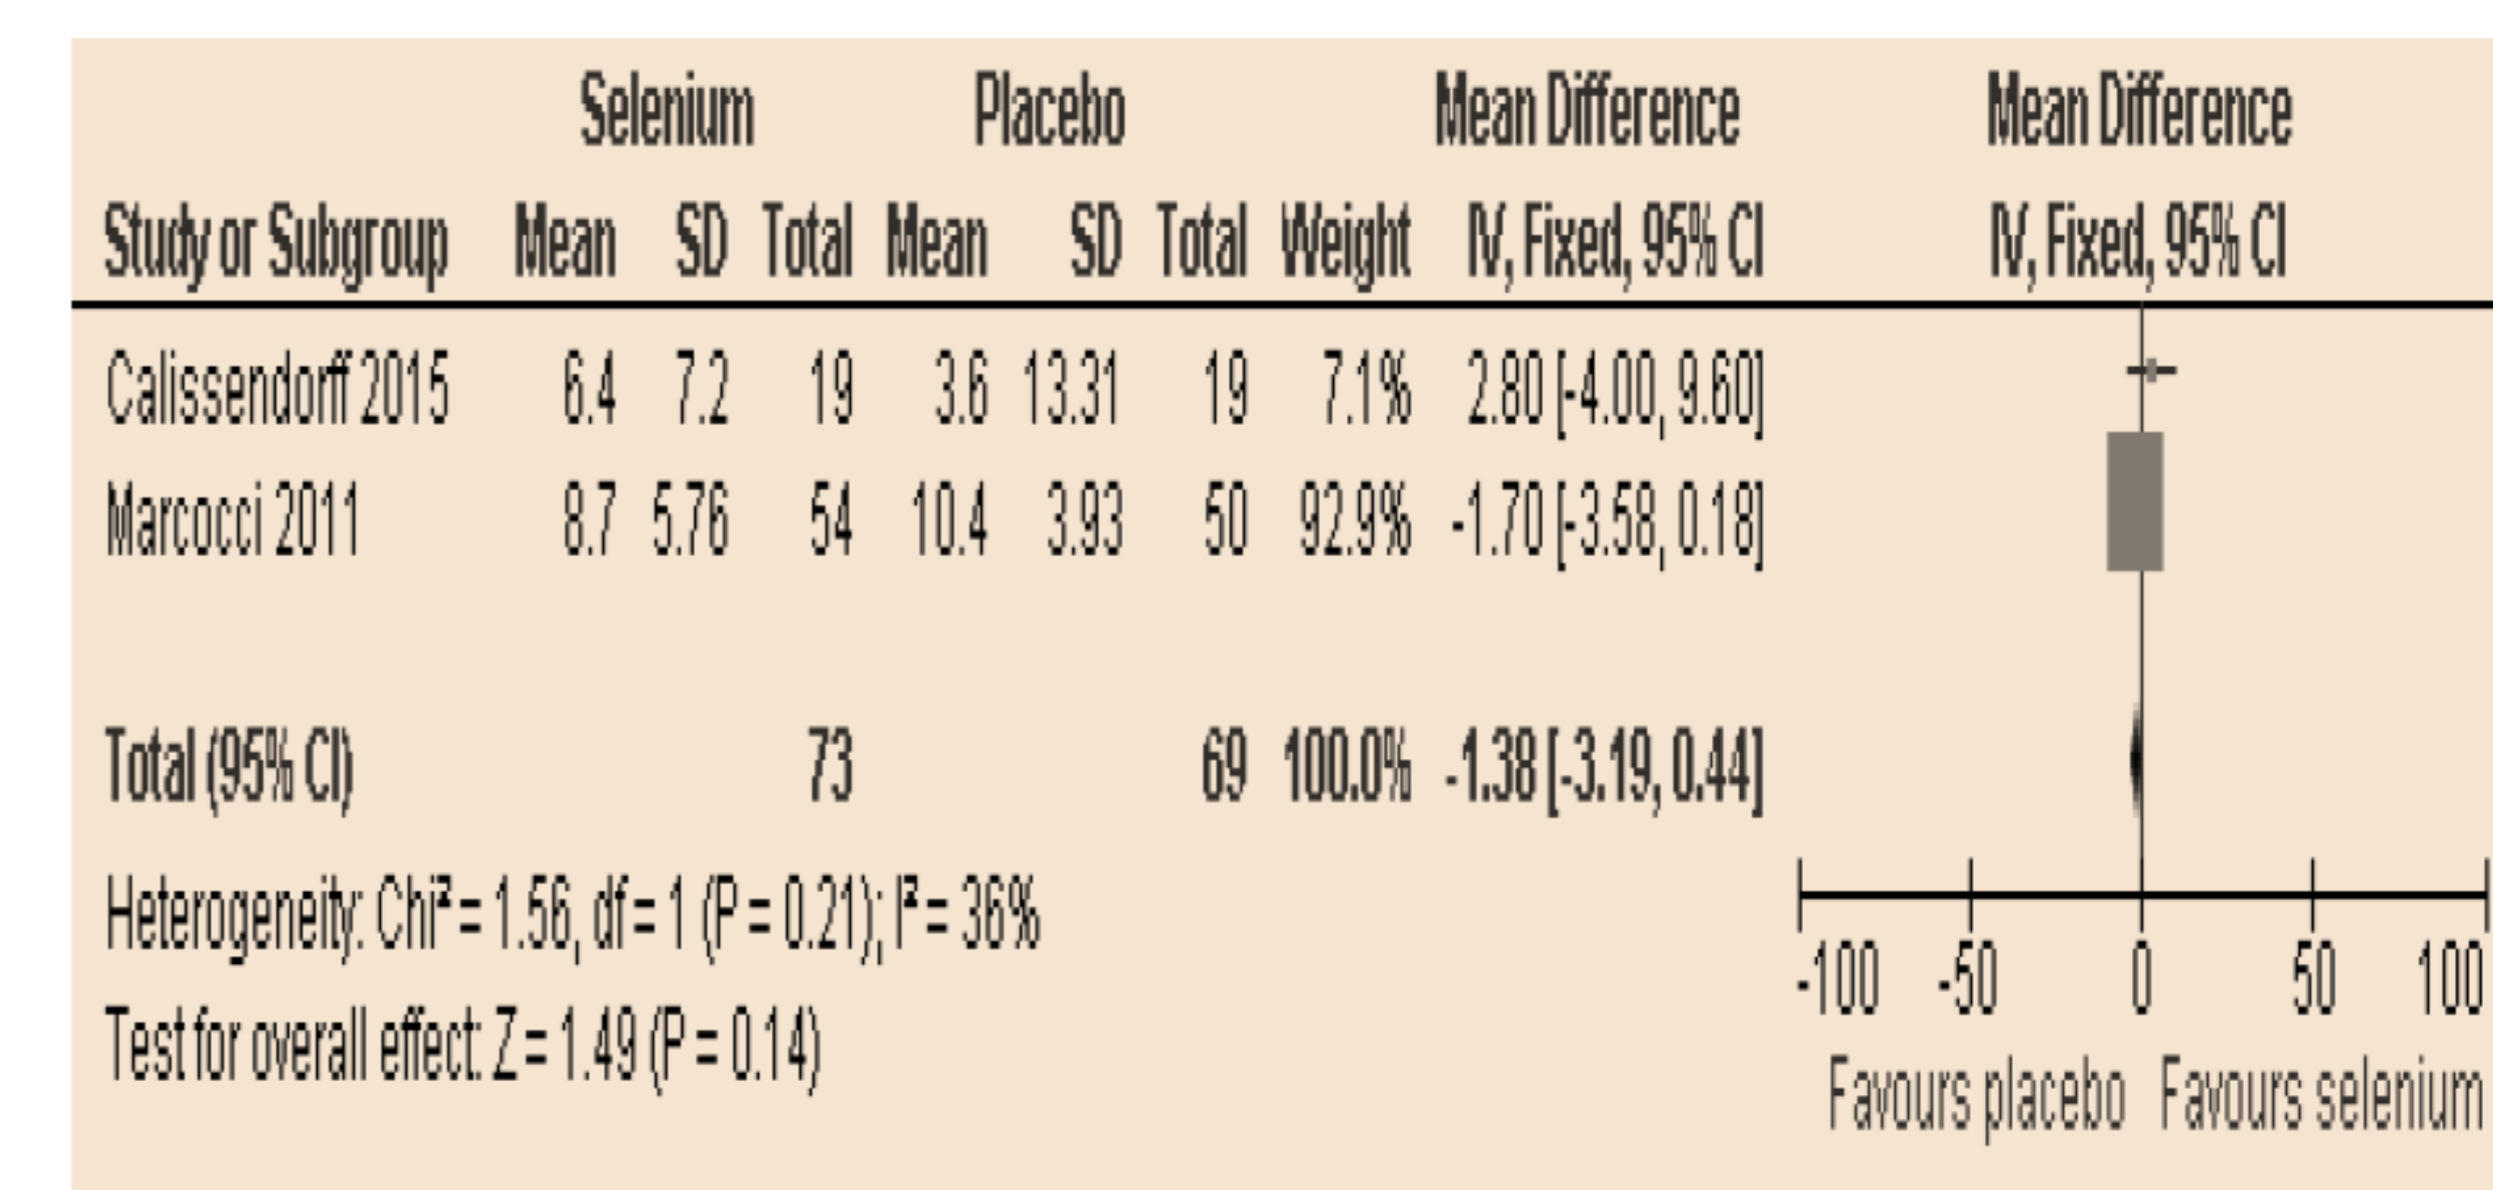 Selenium Placebo Mean Difference Mean Difference
Study or Subgroup Mean SD Total Mean SD Total Weight IV, Fixed, 95% CI IV, Fixed, 95% CI
Calissendorff 2015 6.4 7.2 19 3.6 13.31 19 7.1% 2.80 [-4.00, 9.60]
Marcocci 2011 8.7 5.76 54 10.4 3.93 50 92.9% -1.70 [-3.58, 0.18]
Total (95% CI) 73 69 100.0% -1.38 [-3.19, 0.44]
Heterogeneity: Chi² = 1.56, df = 1 (P = 0.21); I² = 36%
Test for overall effect: Z = 1.49 (P = 0.14)
-100 -50 0 50 100
Favours placebo Favours selenium